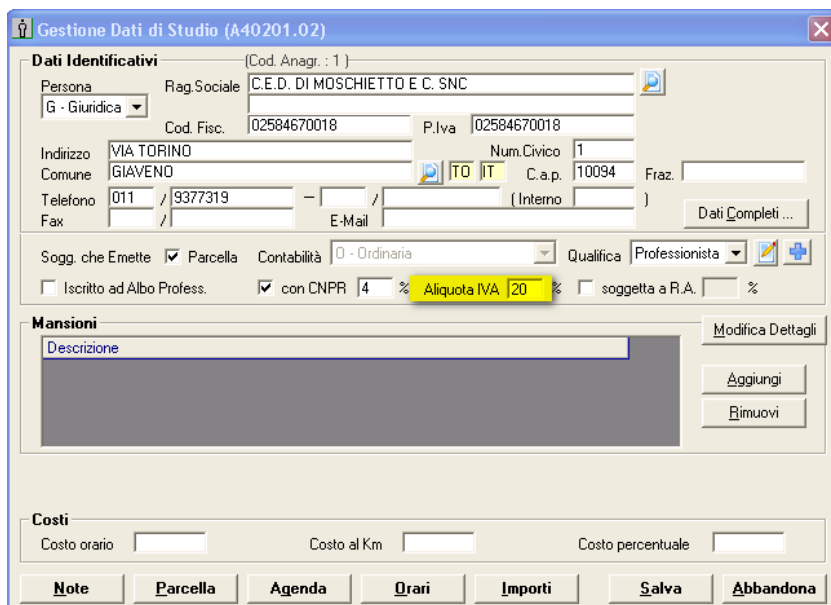 Gestione Dati di Studio (A40201.02)
Dati Identificativi (Cod. Anagr. : 1 )
Persona Rag.Sociale C.E.D. DI MOSCHIETTO E C. SNC
G - Giuridica
Cod. Fisc. 02584670018 P.Iva 02584670018
Indirizzo VIA TORINO Num.Civico 1
Comune GIAVENO TO IT C.a.p. 10094 Fraz.
Telefono 011 / 9377319 – / ( Interno )
Fax / E-Mail Dati Completi ...
Sogg. che Emette Parcella Contabilità O - Ordinaria Qualifica Professionista
Iscritto ad Albo Profess. con CNPR 4 % Aliquota IVA 20 % soggetta a R.A. %
Mansioni Modifica Dettagli
Descrizione
Aggiungi
Rimuovi
Costi
Costo orario Costo al Km Costo percentuale
Note Parcella Agenda Orari Importi Salva Abbandona